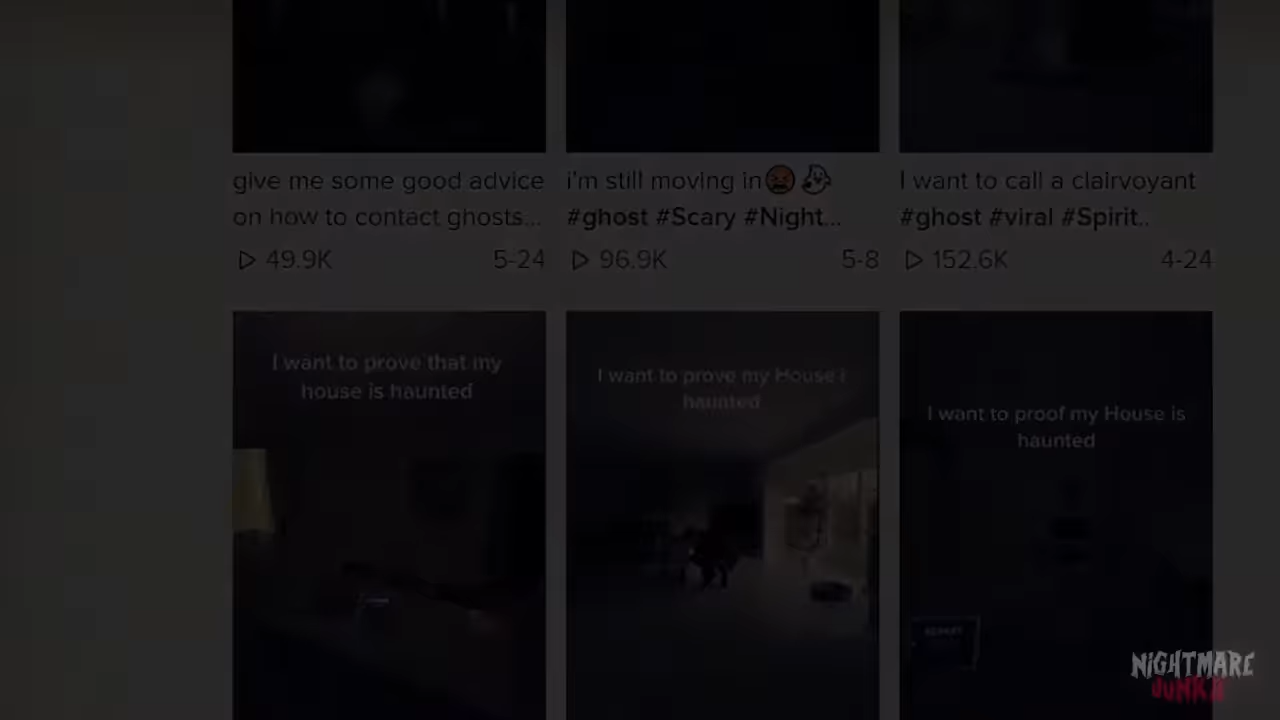 give me some good advice
on how to contact ghosts...
▷ 49.9K 5-24
i'm still moving in😡👻
#ghost #Scary #Night...
▷ 96.9K 5-8
I want to call a clairvoyant
#ghost #viral #Spirit..
▷ 152.6K 4-24
I want to prove that my
house is haunted
I want to prove my House i
haunted
I want to proof my House is
haunted
NIGHTMARE
JUNKIE